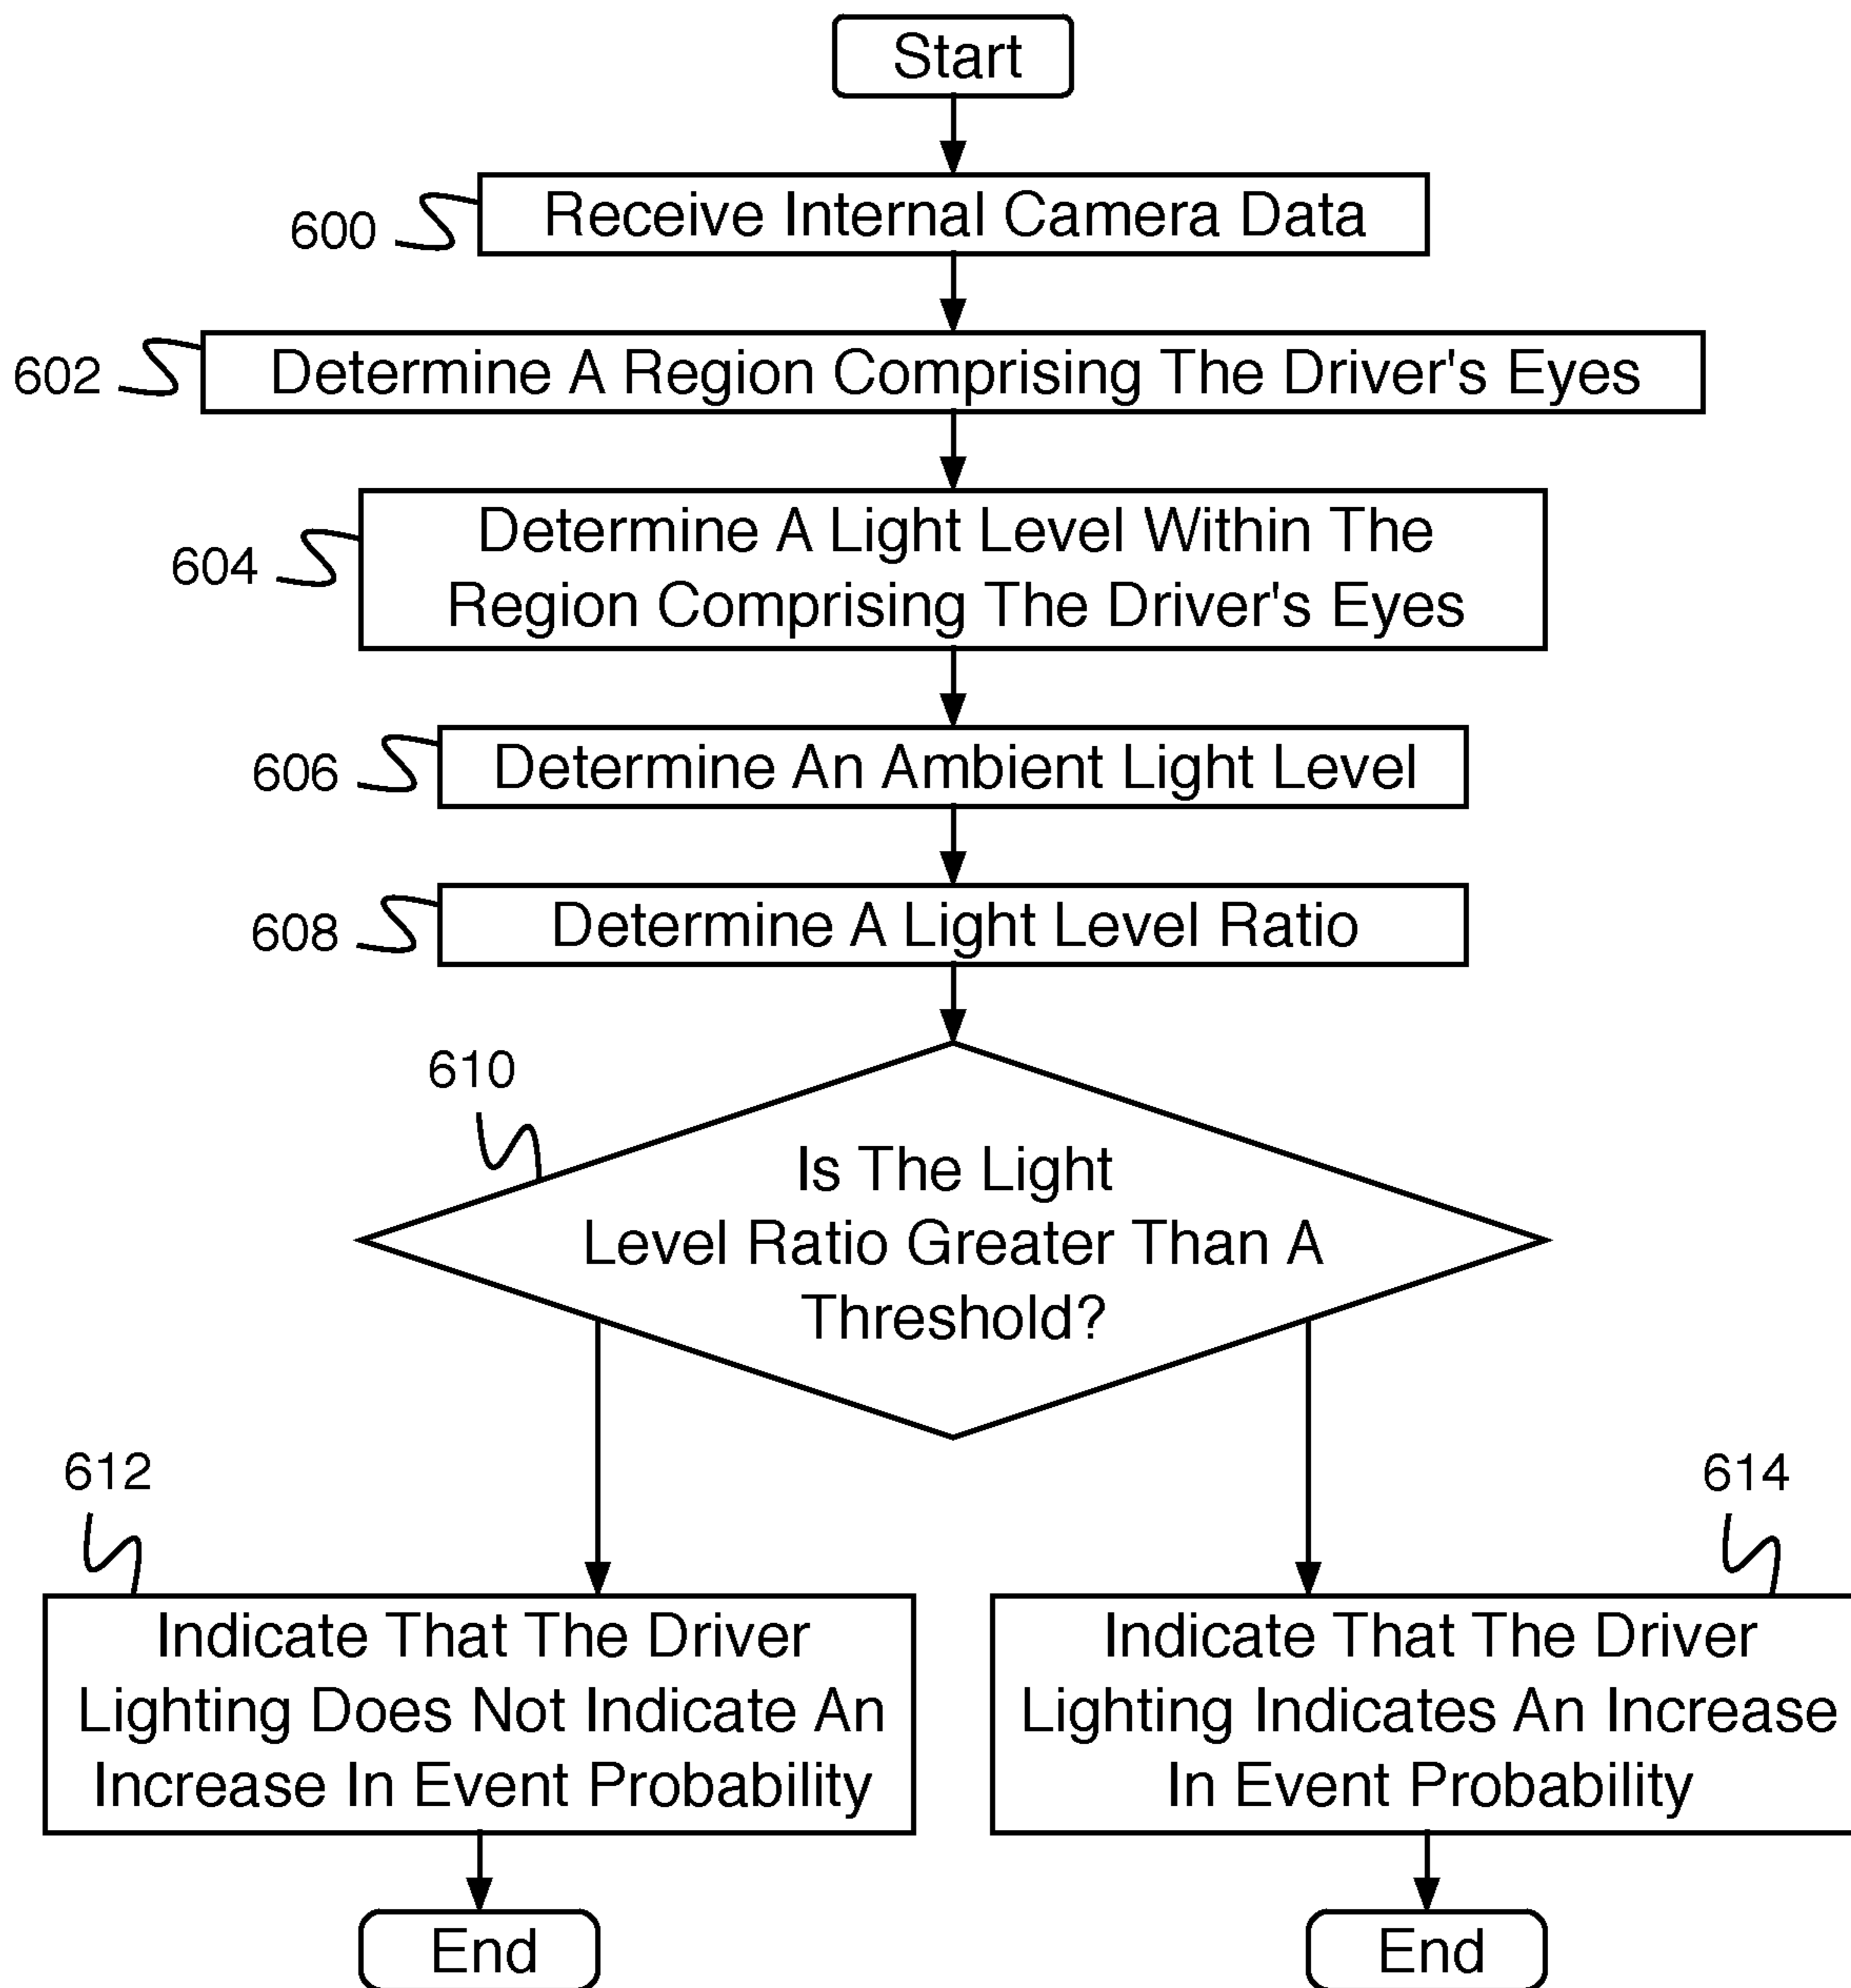 Start
600
Receive Internal Camera Data
602
Determine A Region Comprising The Driver's Eyes
604
Determine A Light Level Within The
Region Comprising The Driver's Eyes
606
Determine An Ambient Light Level
608
Determine A Light Level Ratio
610
Is The Light
Level Ratio Greater Than A
Threshold?
612
Indicate That The Driver
Lighting Does Not Indicate An
Increase In Event Probability
End
614
Indicate That The Driver
Lighting Indicates An Increase
In Event Probability
End